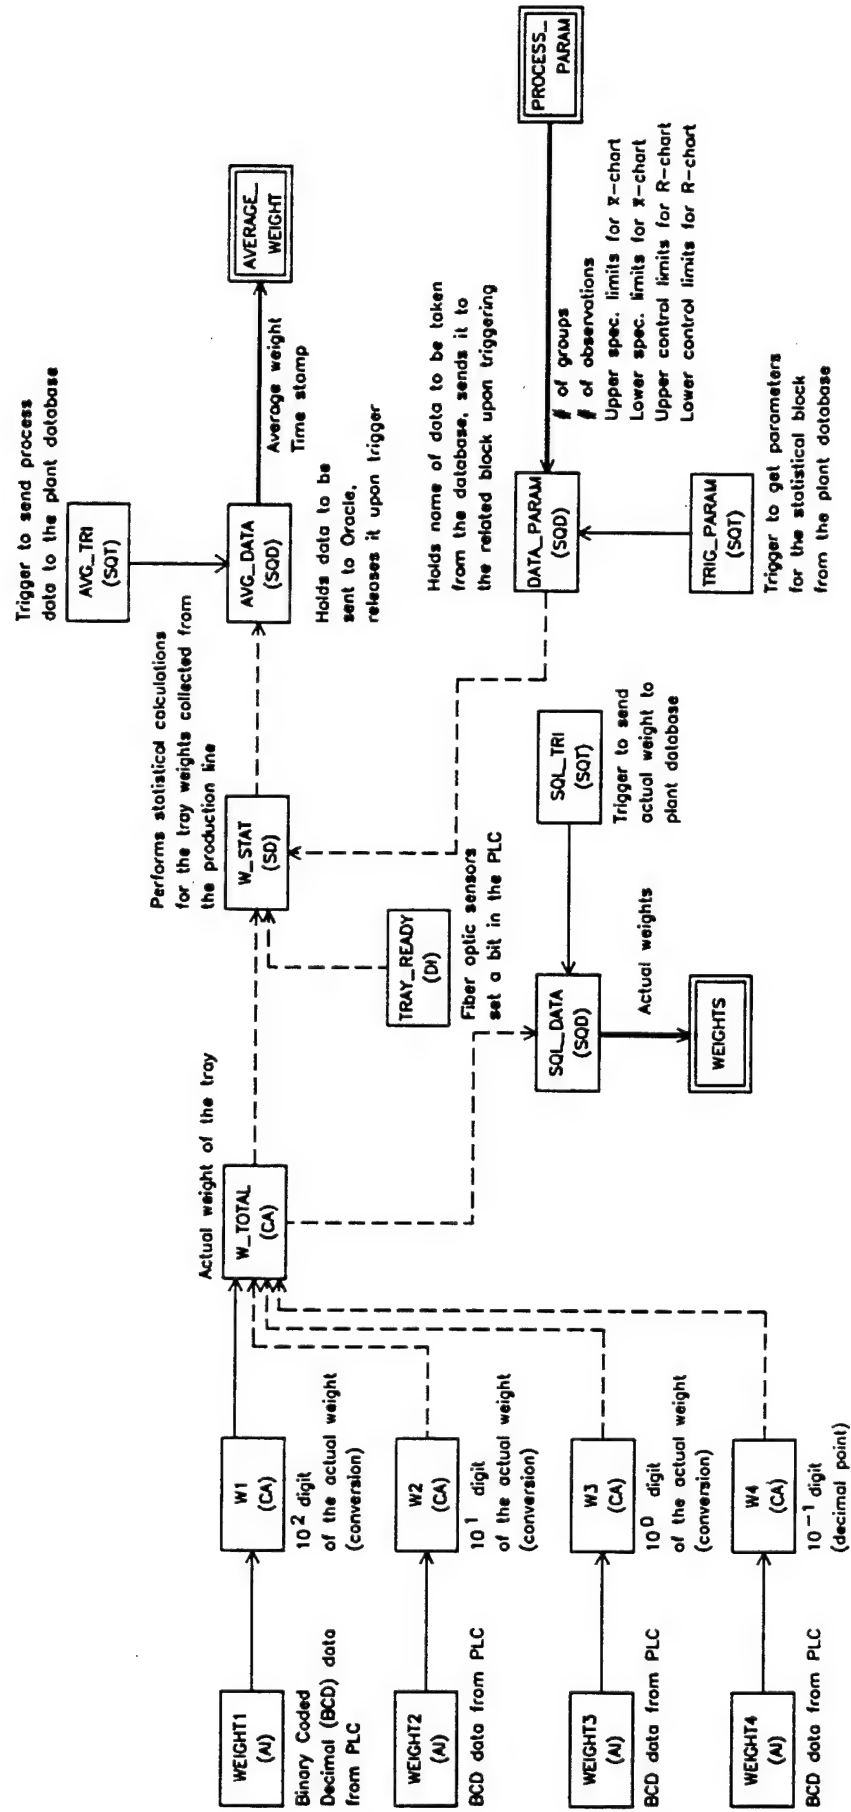 WEIGHT1
(AI)
Binary Coded
Decimal (BCD) data
from PLC
WEIGHT2
(AI)
BCD data from PLC
WEIGHT3
(AI)
BCD data from PLC
WEIGHT4
(AI)
BCD data from PLC
W1
(CA)
10² digit
of the actual weight
(conversion)
W2
(CA)
10¹ digit
of the actual weight
(conversion)
W3
(CA)
10⁰ digit
of the actual weight
(conversion)
W4
(CA)
10⁻¹ digit
(decimal point)
Actual weight of the tray
W_TOTAL
(CA)
Performs statistical calculations
for the tray weights collected from
the production line
W_STAT
(SD)
TRAY_READY
(DI)
Fiber optic sensors
set a bit in the PLC
SQL_DATA
(SQD)
Actual weights
WEIGHTS
SQL_TRI
(SQT)
Trigger to send
actual weight to
plant database
Trigger to send process
data to the plant database
AVG_TRI
(SQT)
AVG_DATA
(SQD)
Holds data to be
sent to Oracle,
releases it upon trigger
Average weight
Time stamp
AVERAGE_
WEIGHT
Holds name of data to be taken
from the database, sends it to
the related block upon triggering
DATA_PARAM
(SQD)
# of groups
# of observations
Upper spec. limits for x̄-chart
Lower spec. limits for x̄-chart
Upper control limits for R-chart
Lower control limits for R-chart
PROCESS_
PARAM
TRIG_PARAM
(SQT)
Trigger to get parameters
for the statistical block
from the plant database